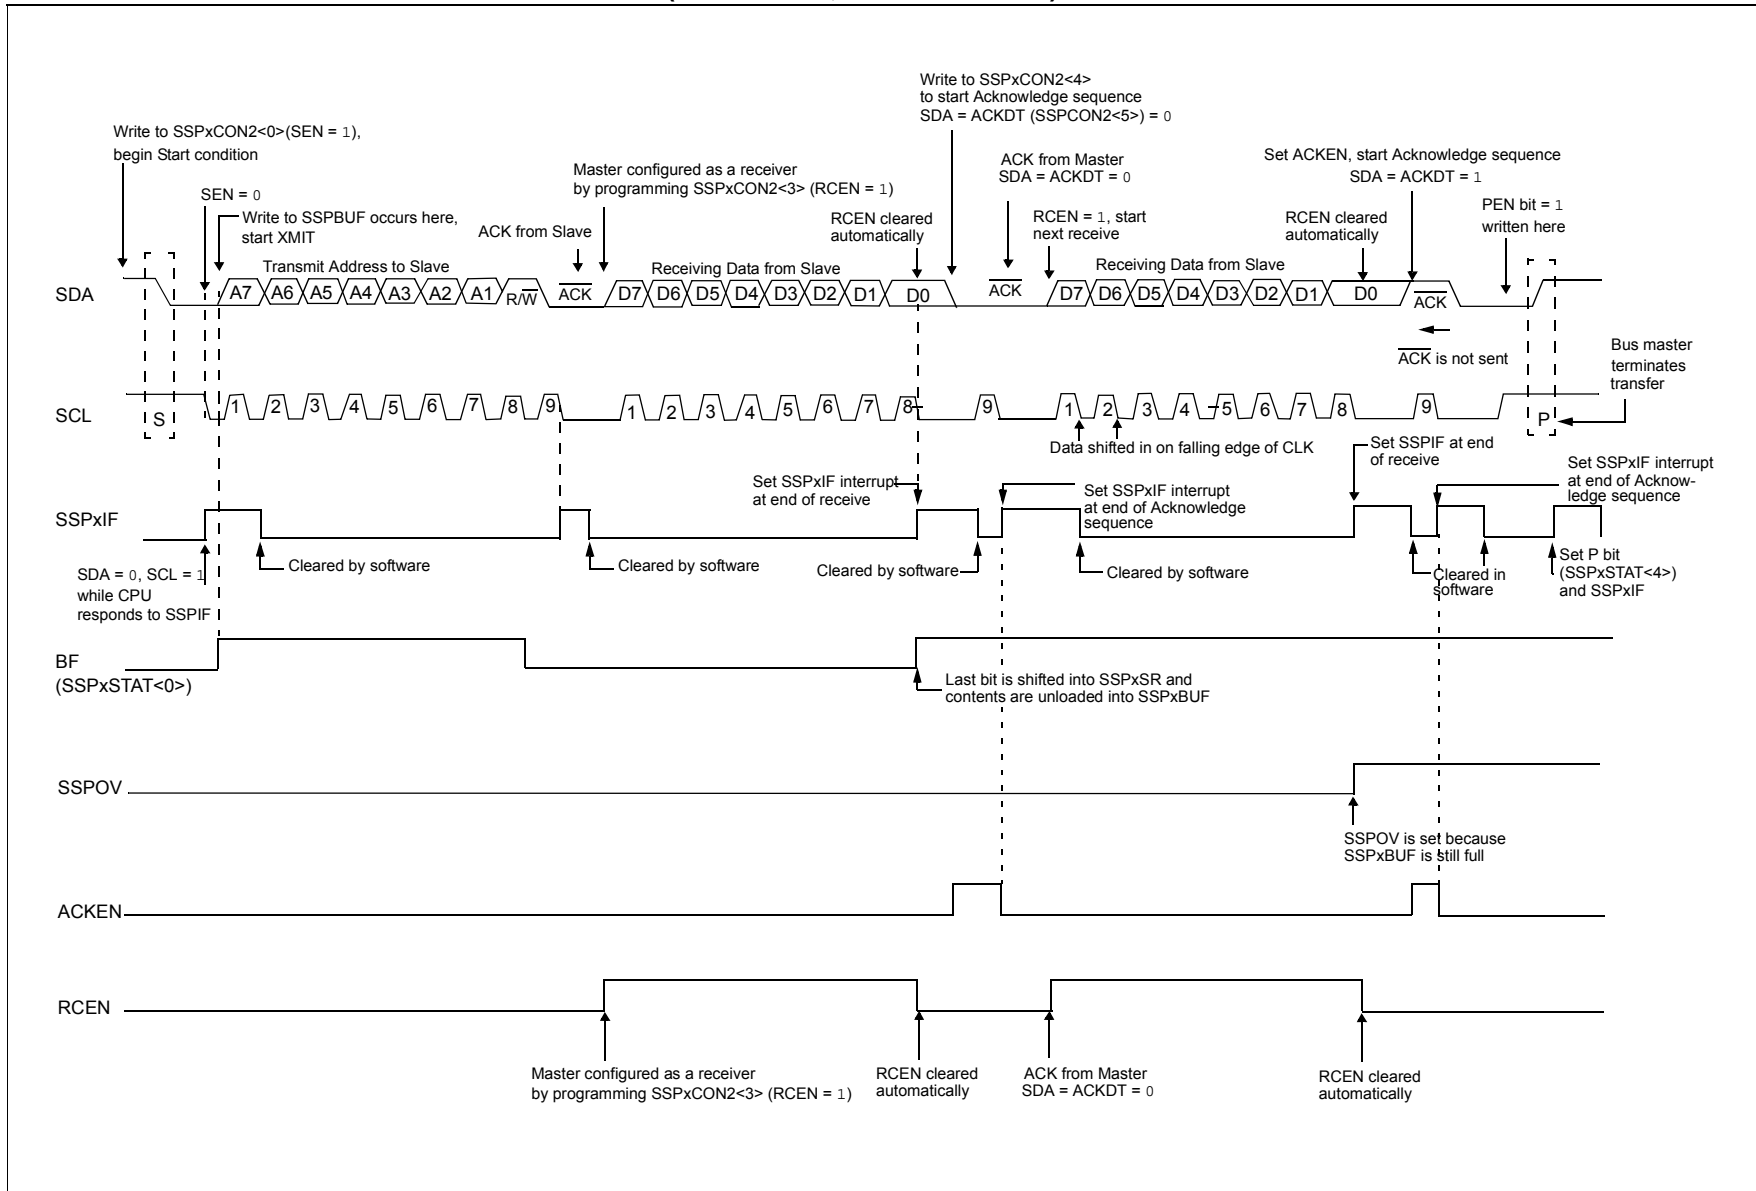 Write to SSPxCON2<4>
to start Acknowledge sequence
SDA = ACKDT (SSPCON2<5>) = 0
Write to SSPxCON2<0>(SEN = 1),
begin Start condition
Master configured as a receiver
by programming SSPxCON2<3> (RCEN = 1)
ACK from Master
SDA = ACKDT = 0
Set ACKEN, start Acknowledge sequence
SDA = ACKDT = 1
SEN = 0
Write to SSPBUF occurs here,
start XMIT
ACK from Slave
RCEN cleared
automatically
RCEN = 1, start
next receive
RCEN cleared
automatically
PEN bit = 1
written here
Transmit Address to Slave
Receiving Data from Slave
Receiving Data from Slave
SDA A7 A6 A5 A4 A3 A2 A1 R/W ACK D7 D6 D5 D4 D3 D2 D1 D0 ACK D7 D6 D5 D4 D3 D2 D1 D0 ACK
ACK is not sent
Bus master
terminates
transfer
SCL S 1 2 3 4 5 6 7 8 9 1 2 3 4 5 6 7 8 9 1 2 3 4 5 6 7 8 9 P
Data shifted in on falling edge of CLK
Set SSPIF at end
of receive
Set SSPxIF interrupt
at end of receive
Set SSPxIF interrupt
at end of Acknowledge
sequence
Set SSPxIF interrupt
at end of Acknow-
ledge sequence
SSPxIF
SDA = 0, SCL = 1
while CPU
responds to SSPIF
Cleared by software
Cleared by software
Cleared by software
Cleared by software
Cleared in
software
Set P bit
(SSPxSTAT<4>)
and SSPxIF
BF
(SSPxSTAT<0>)
Last bit is shifted into SSPxSR and
contents are unloaded into SSPxBUF
SSPOV
SSPOV is set because
SSPxBUF is still full
ACKEN
RCEN
Master configured as a receiver
by programming SSPxCON2<3> (RCEN = 1)
RCEN cleared
automatically
ACK from Master
SDA = ACKDT = 0
RCEN cleared
automatically